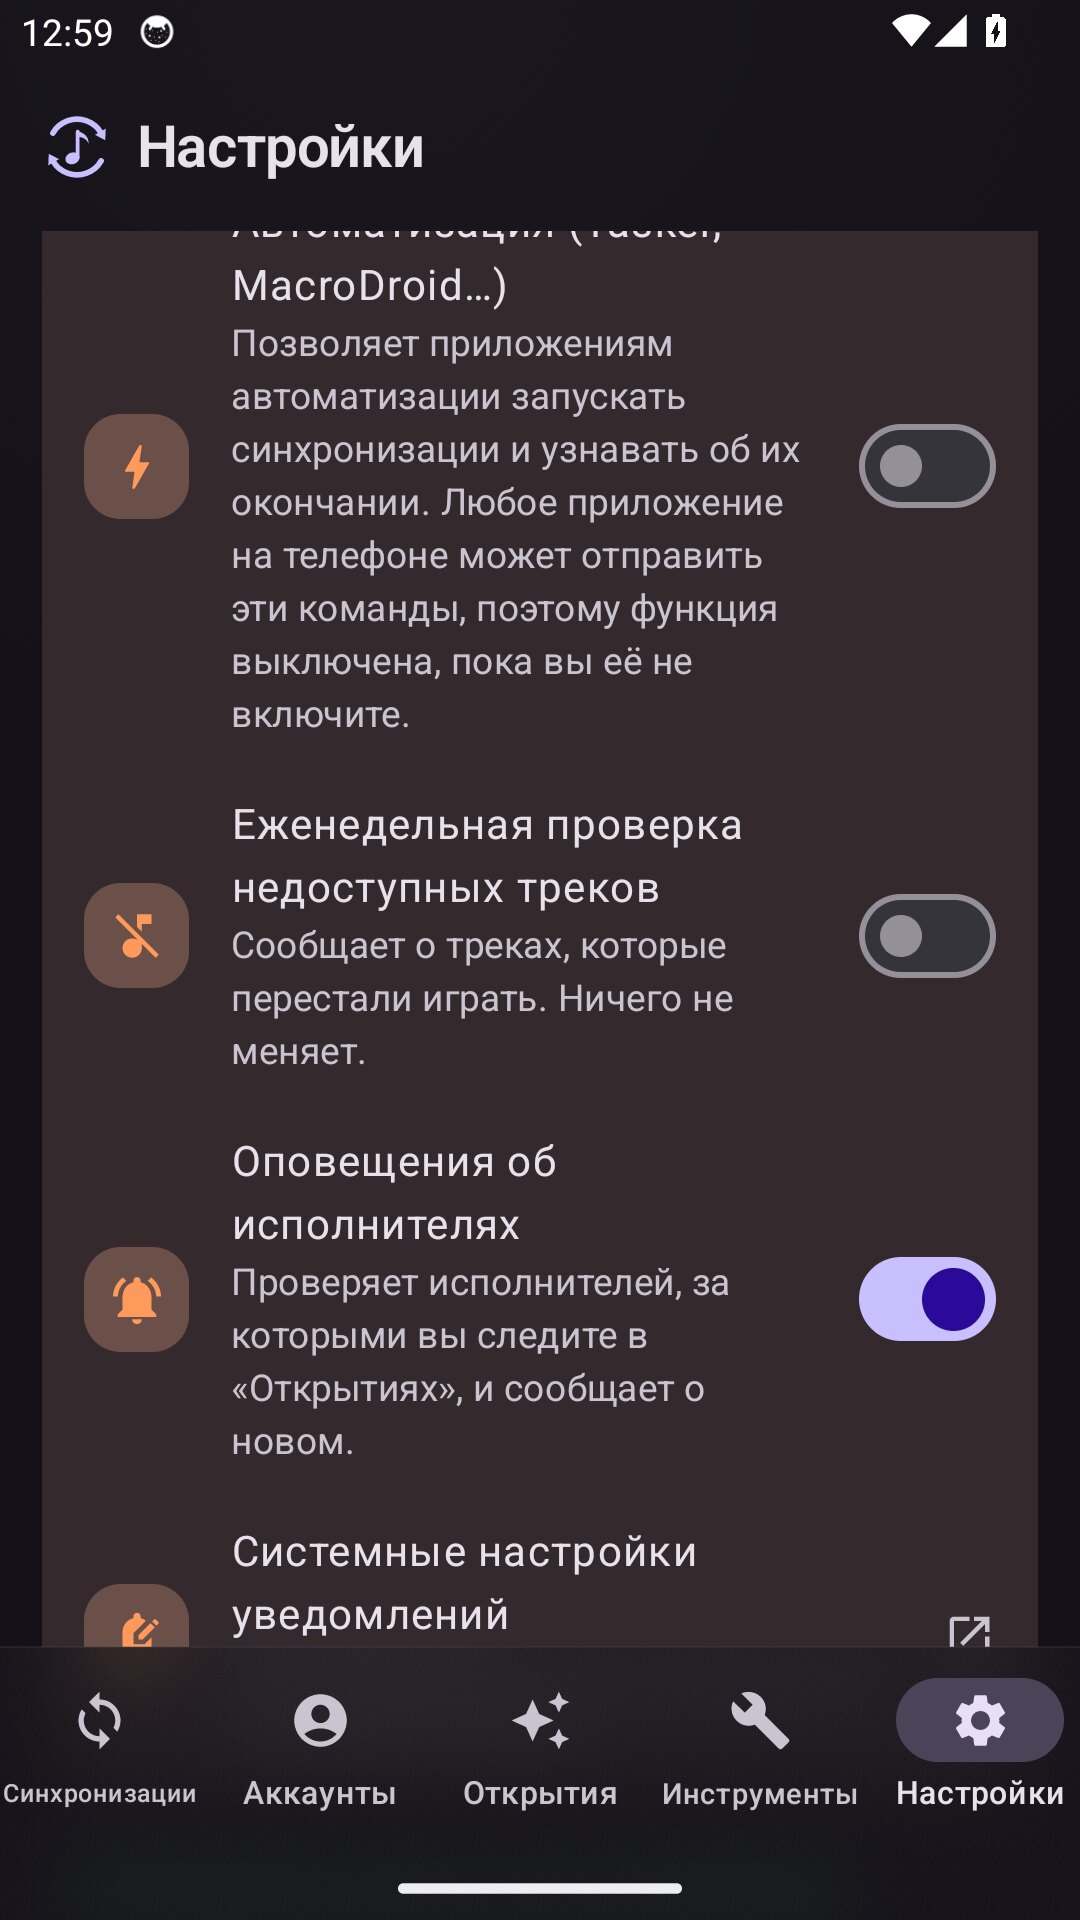 12:59
Настройки
Автоматизация (Tasker,
MacroDroid…)
Позволяет приложениям
автоматизации запускать
синхронизации и узнавать об их
окончании. Любое приложение
на телефоне может отправить
эти команды, поэтому функция
выключена, пока вы её не
включите.
Еженедельная проверка
недоступных треков
Сообщает о треках, которые
перестали играть. Ничего не
меняет.
Оповещения об
исполнителях
Проверяет исполнителей, за
которыми вы следите в
«Открытиях», и сообщает о
новом.
Системные настройки
уведомлений
Синхронизации
Аккаунты
Открытия
Инструменты
Настройки